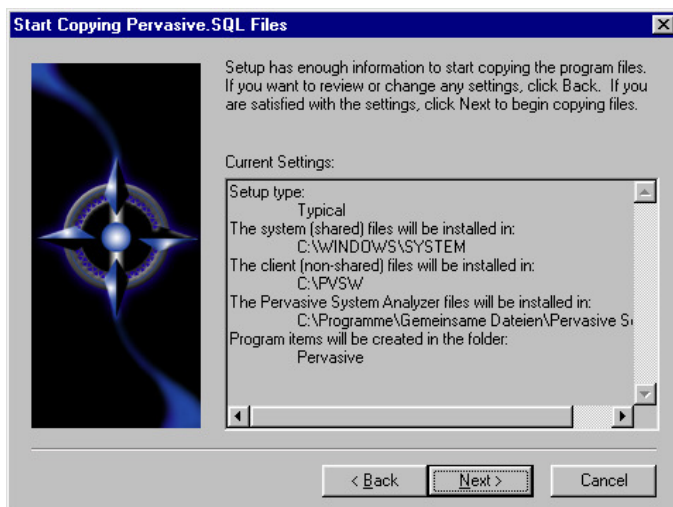 Start Copying Pervasive.SQL Files
Setup has enough information to start copying the program files.
If you want to review or change any settings, click Back. If you
are satisfied with the settings, click Next to begin copying files.
Current Settings:
Setup type:
Typical
The system (shared) files will be installed in:
C:\WINDOWS\SYSTEM
The client (non-shared) files will be installed in:
C:\PVSW
The Pervasive System Analyzer files will be installed in:
C:\Programme\Gemeinsame Dateien\Pervasive
Program items will be created in the folder:
Pervasive
< Back
Next >
Cancel